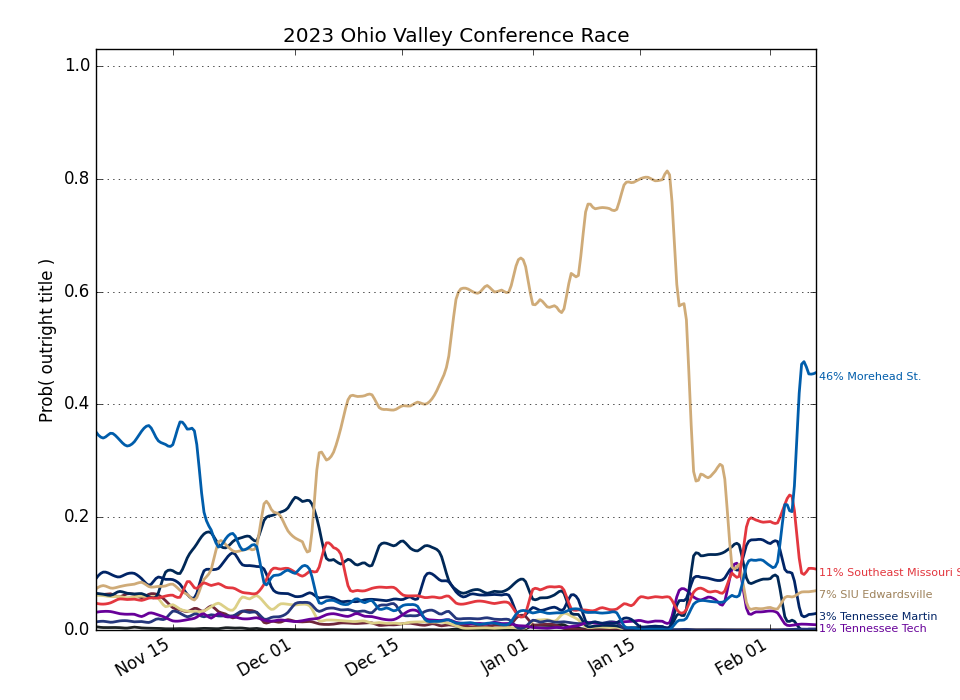 2023 Ohio Valley Conference Race
1.0
0.8
0.6
0.4
0.2
0.0
Prob( outright title )
Nov 15
Dec 01
Dec 15
Jan 01
Jan 15
Feb 01
46% Morehead St.
11% Southeast Missouri S
7% SIU Edwardsville
3% Tennessee Martin
1% Tennessee Tech